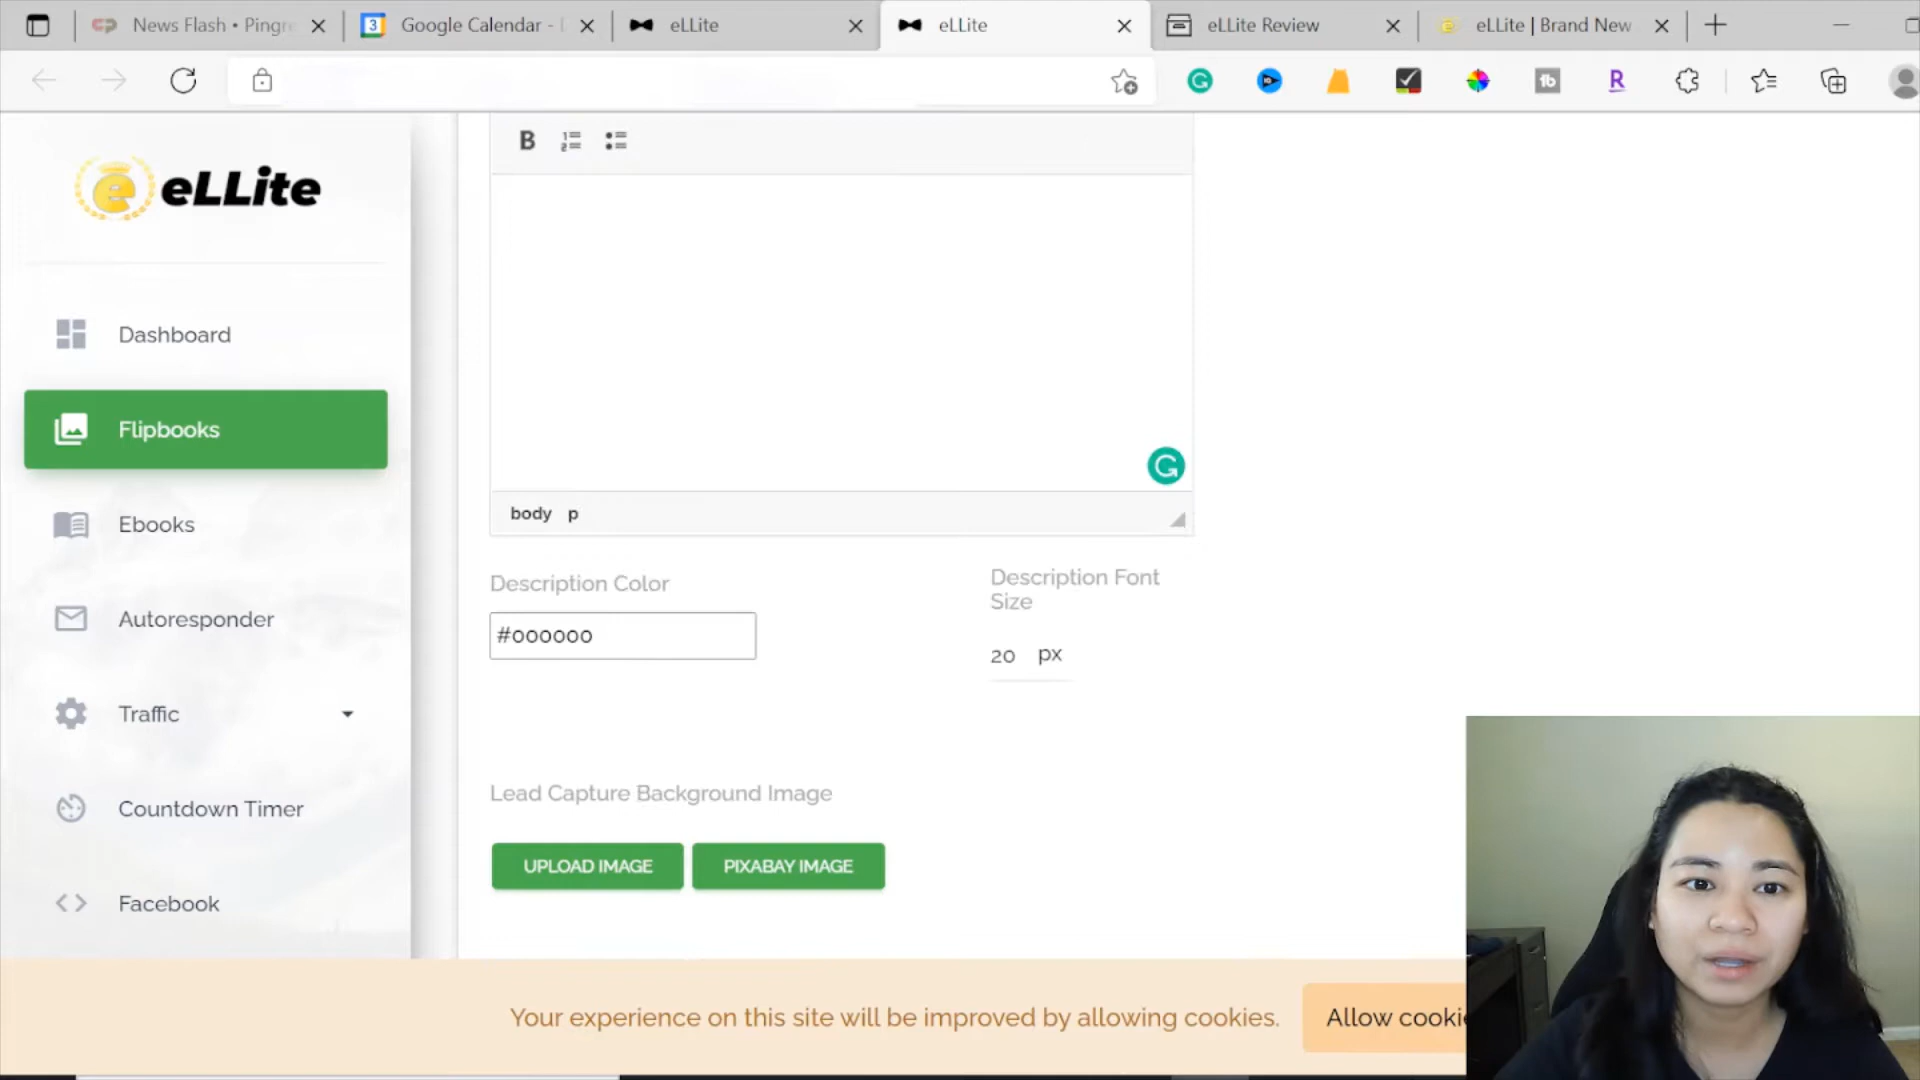 News Flash • Pingre
Google Calendar -
eLLite
eLLite
eLLite Review
eLLite | Brand New
eLLite
Dashboard
Flipbooks
Ebooks
Autoresponder
Traffic
Countdown Timer
Facebook
B
body p
Description Color
#000000
Description Font
Size
20 px
Lead Capture Background Image
UPLOAD IMAGE
PIXABAY IMAGE
Your experience on this site will be improved by allowing cookies.
Allow cookie